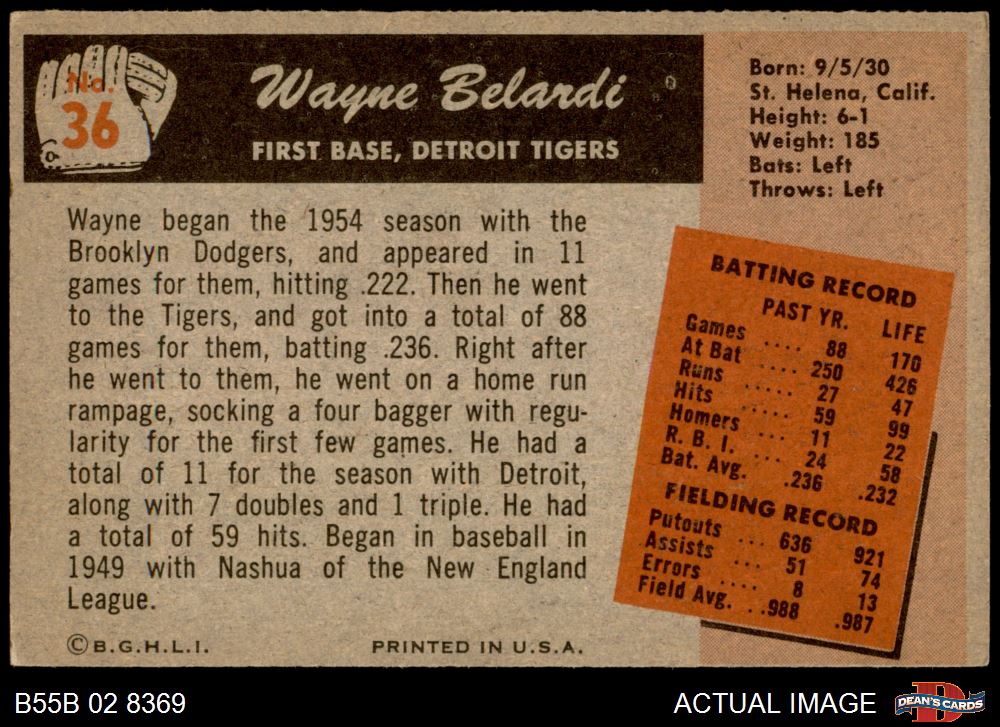 No.
36
Wayne Belardi
FIRST BASE, DETROIT TIGERS
Born: 9/5/30
St. Helena, Calif.
Height: 6-1
Weight: 185
Bats: Left
Throws: Left
Wayne began the 1954 season with the
Brooklyn Dodgers, and appeared in 11
games for them, hitting .222. Then he went
to the Tigers, and got into a total of 88
games for them, batting .236. Right after
he went to them, he went on a home run
rampage, socking a four bagger with regu-
larity for the first few games. He had a
total of 11 for the season with Detroit,
along with 7 doubles and 1 triple. He had
a total of 59 hits. Began in baseball in
1949 with Nashua of the New England
League.
BATTING RECORD
PAST YR. LIFE
Games .... 88 170
At Bat .... 250 426
Runs ..... 27 47
Hits ..... 59 99
Homers ... 11 22
R. B. I. ... 24 58
Bat. Avg. .236 .232
FIELDING RECORD
Putouts ... 636 921
Assists ... 51 74
Errors .... 8 13
Field Avg. ..988 .987
©B.G.H.L.I. PRINTED IN U.S.A.
B55B 02 8369 ACTUAL IMAGE D DEAN'S CARDS